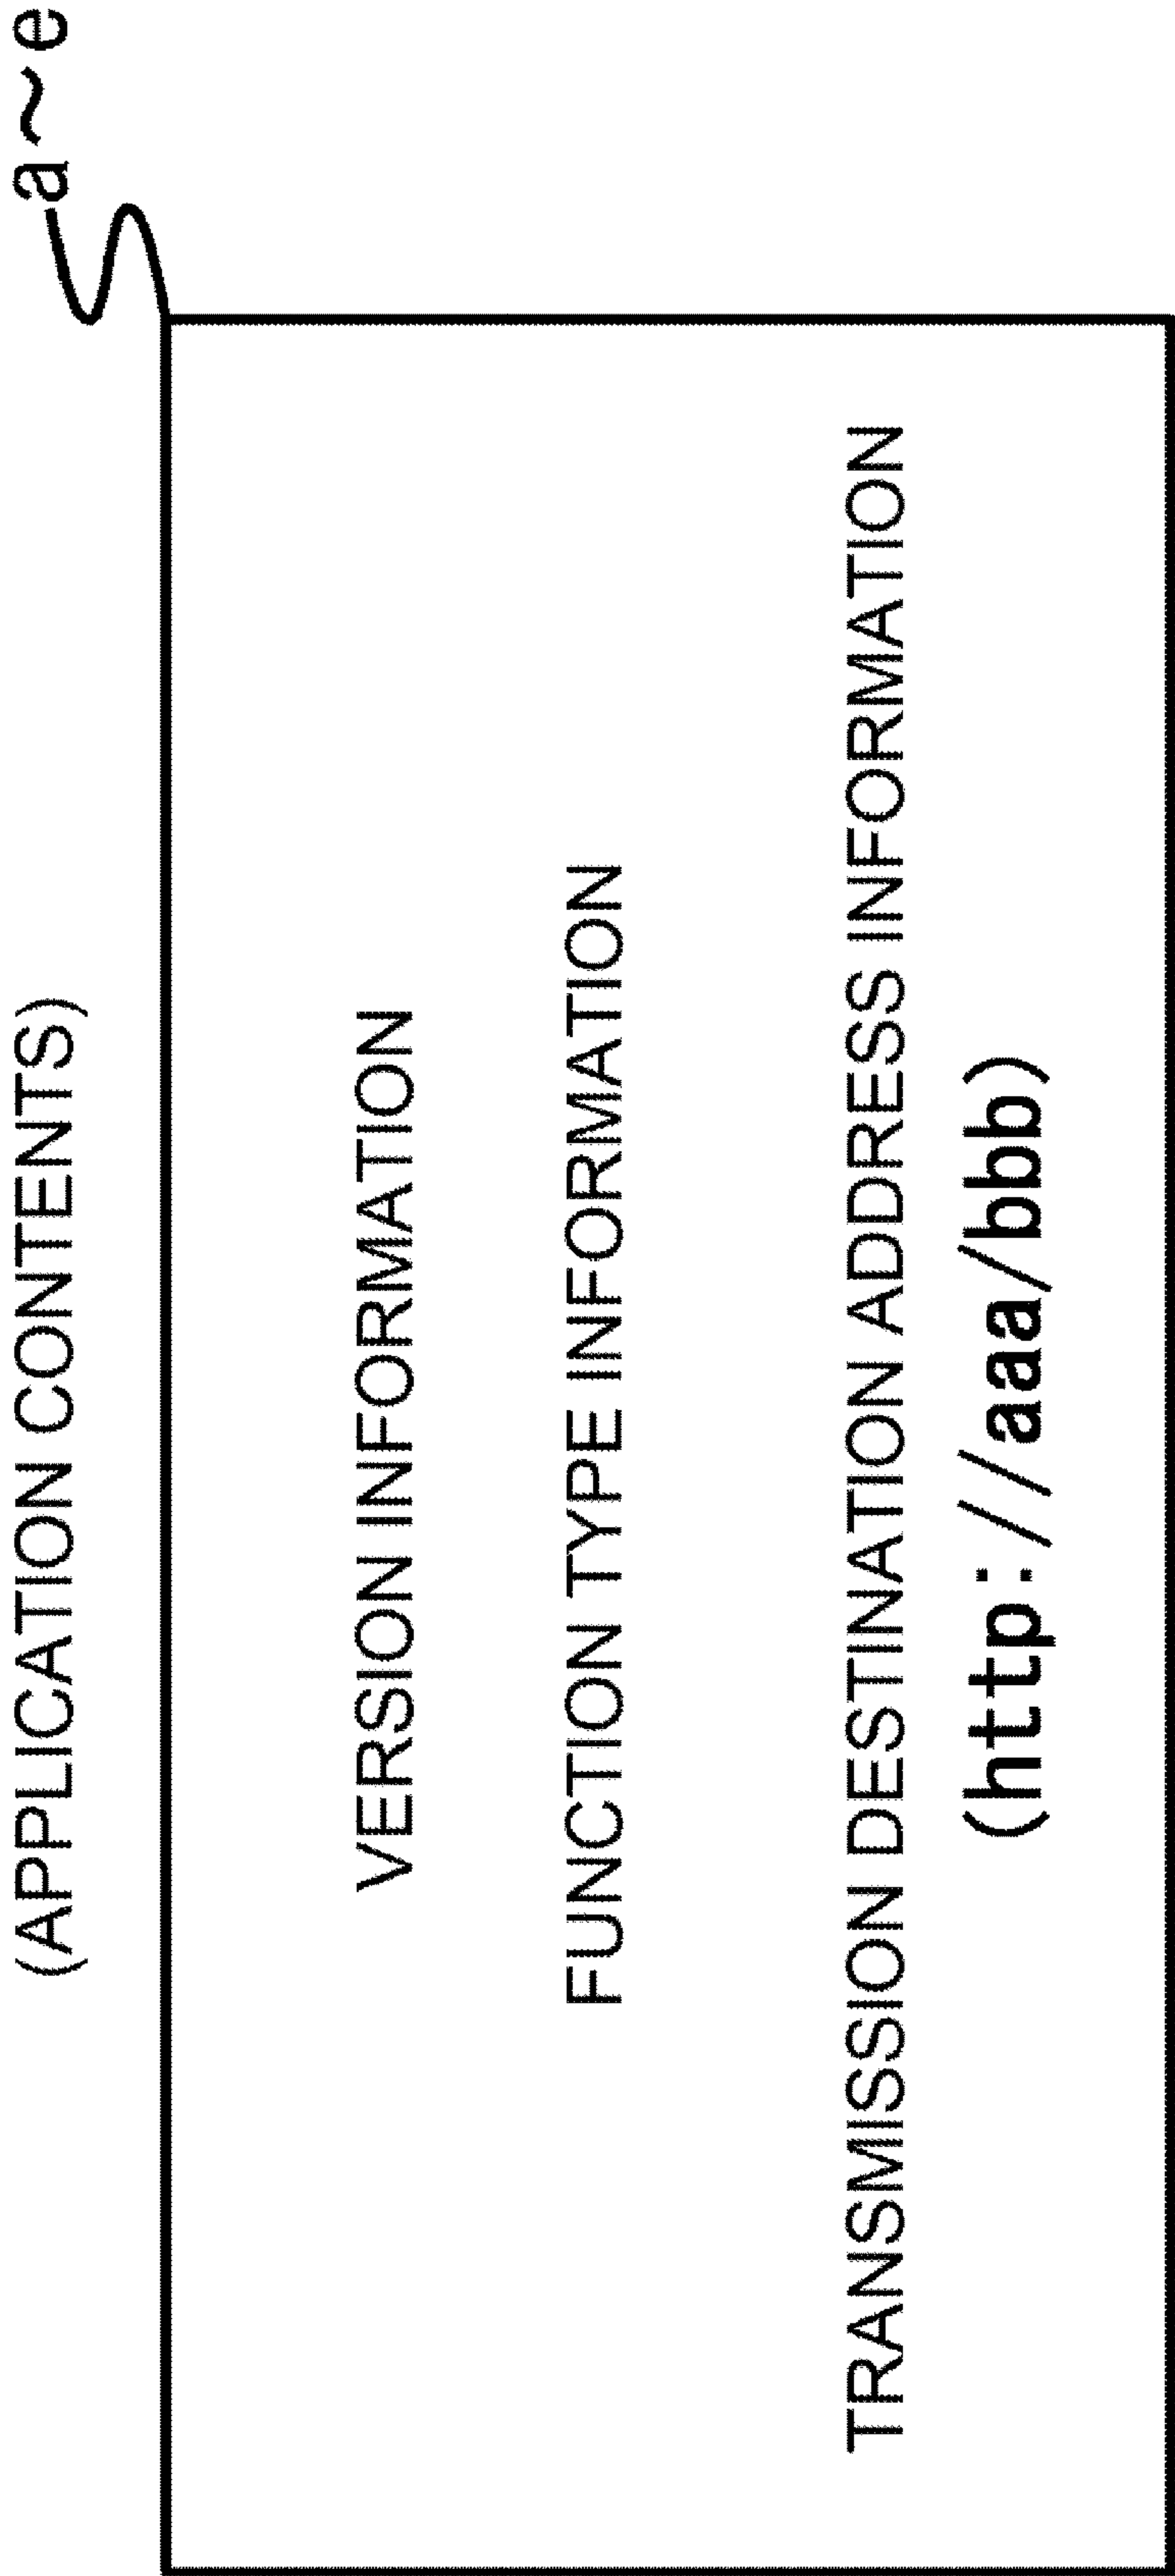 (APPLICATION CONTENTS)
a~e
VERSION INFORMATION
FUNCTION TYPE INFORMATION
TRANSMISSION DESTINATION ADDRESS INFORMATION
(http://aaa/bbb)